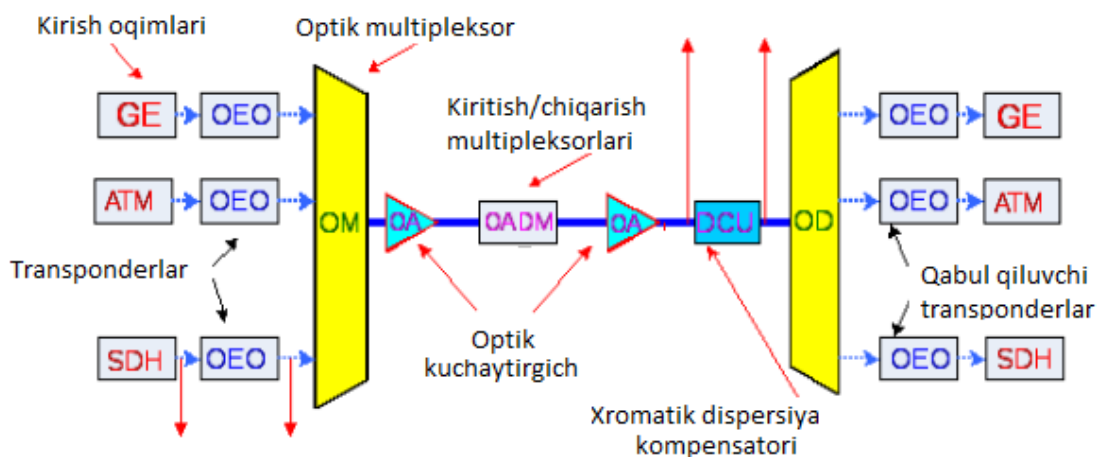 Kirish oqimlari
Optik multipleksor
GE
OEO
Kiritish/chiqarish
multipleksorlari
OEO
GE
ATM
OEO
OM
OA
OADM
OA
DCU
OD
OEO
ATM
Transponderlar
Qabul qiluvchi
transponderlar
SDH
OEO
Optik
kuchaytirgich
OEO
SDH
Xromatik dispersiya
kompensatori